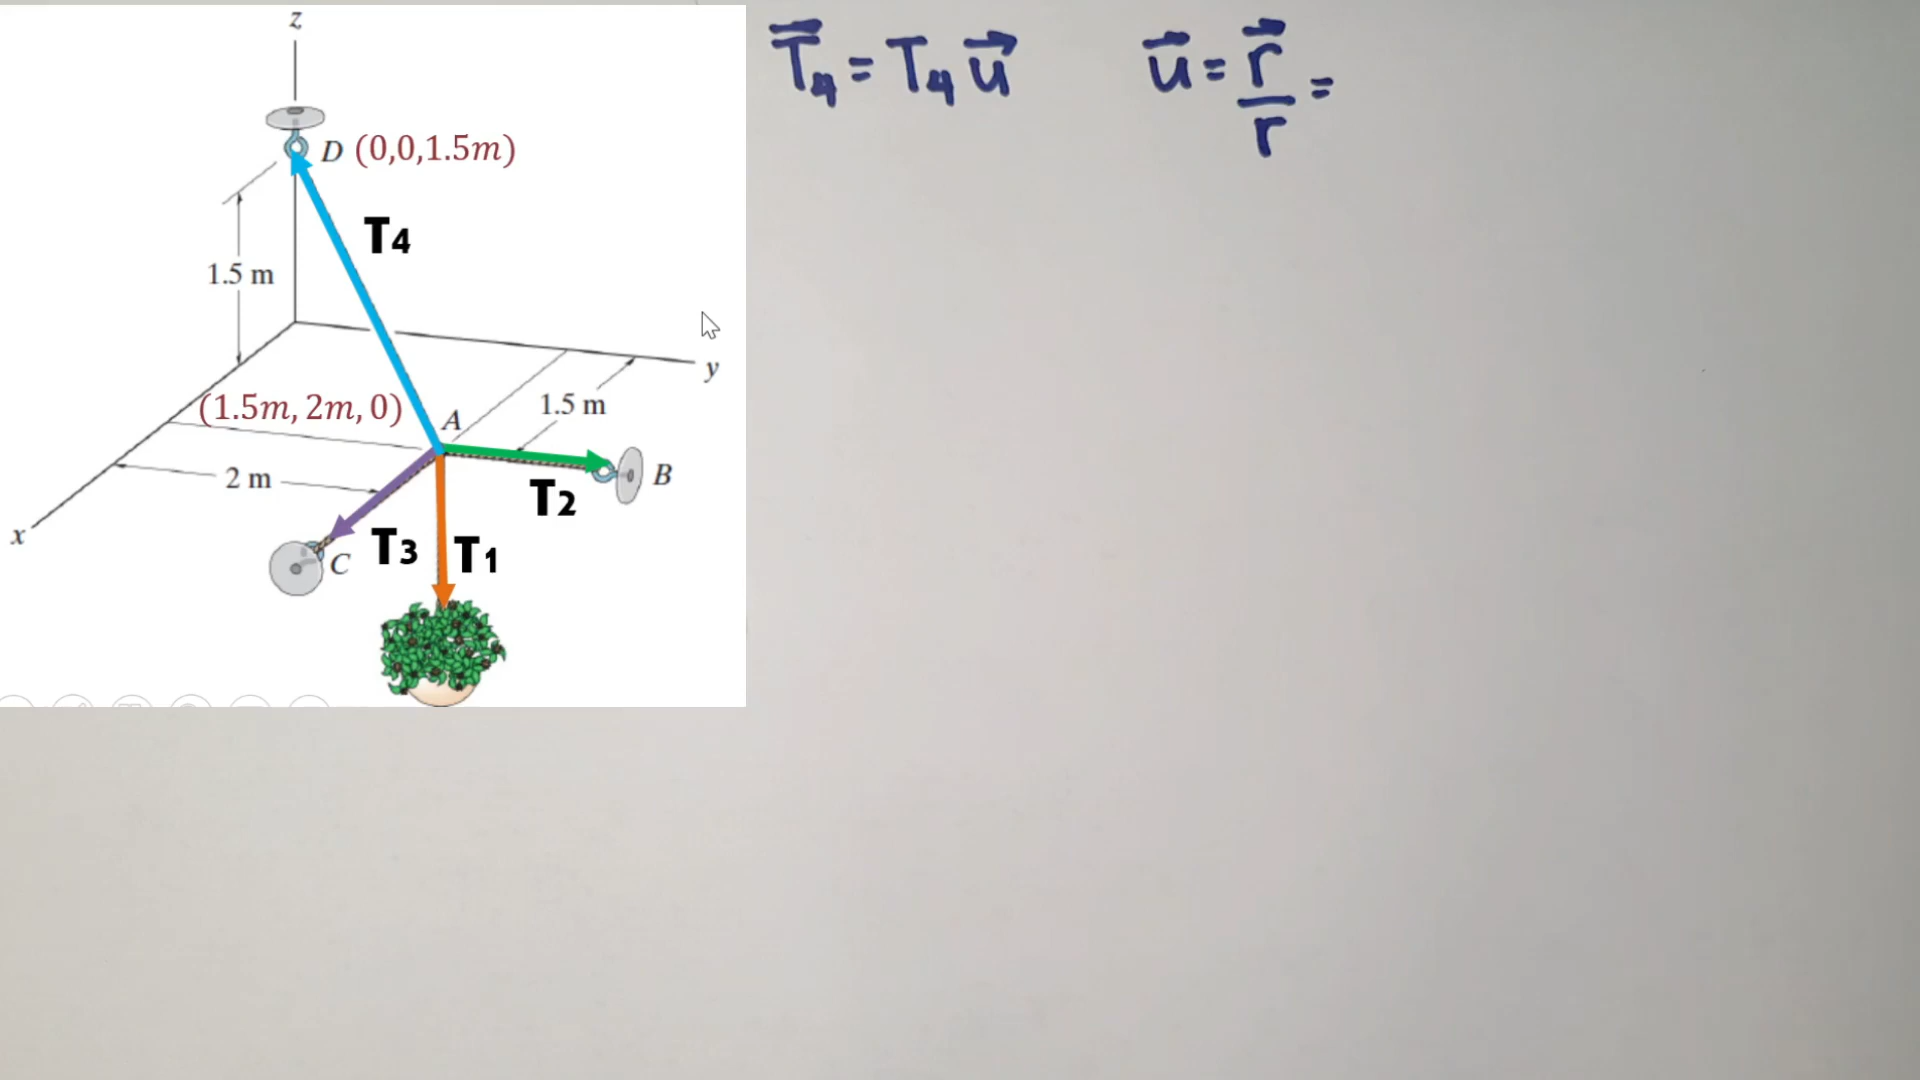 z
D (0,0,1.5m)
T4
1.5 m
y
(1.5m, 2m, 0)
A
1.5 m
2 m
B
T2
x
T3
T1
C
T⃗₄ = T₄ u⃗
u⃗ = r⃗/r =